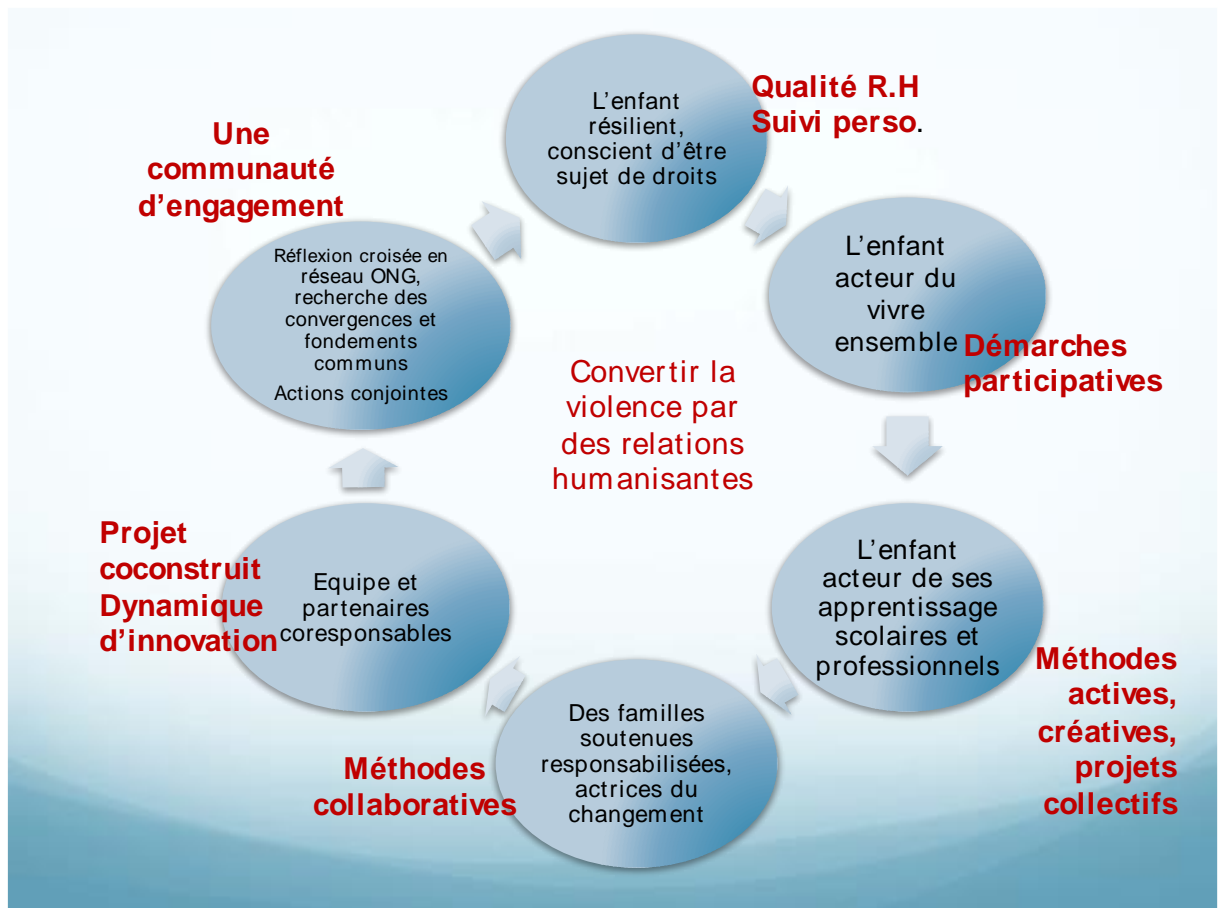 L’enfant
résilient,
conscient d’être
sujet de droits
Qualité R.H
Suivi perso.
L’enfant
acteur du
vivre
ensemble
Démarches
participatives
L’enfant
acteur de ses
apprentissage
scolaires et
professionnels
Méthodes
actives,
créatives,
projets
collectifs
Des familles
soutenues
responsabilisées,
actrices du
changement
Méthodes
collaboratives
Equipe et
partenaires
coresponsables
Projet
coconstruit
Dynamique
d’innovation
Réflexion croisée en
réseau ONG,
recherche des
convergences et
fondements
communs
Actions conjointes
Une
communauté
d’engagement
Convertir la
violence par
des relations
humanisantes